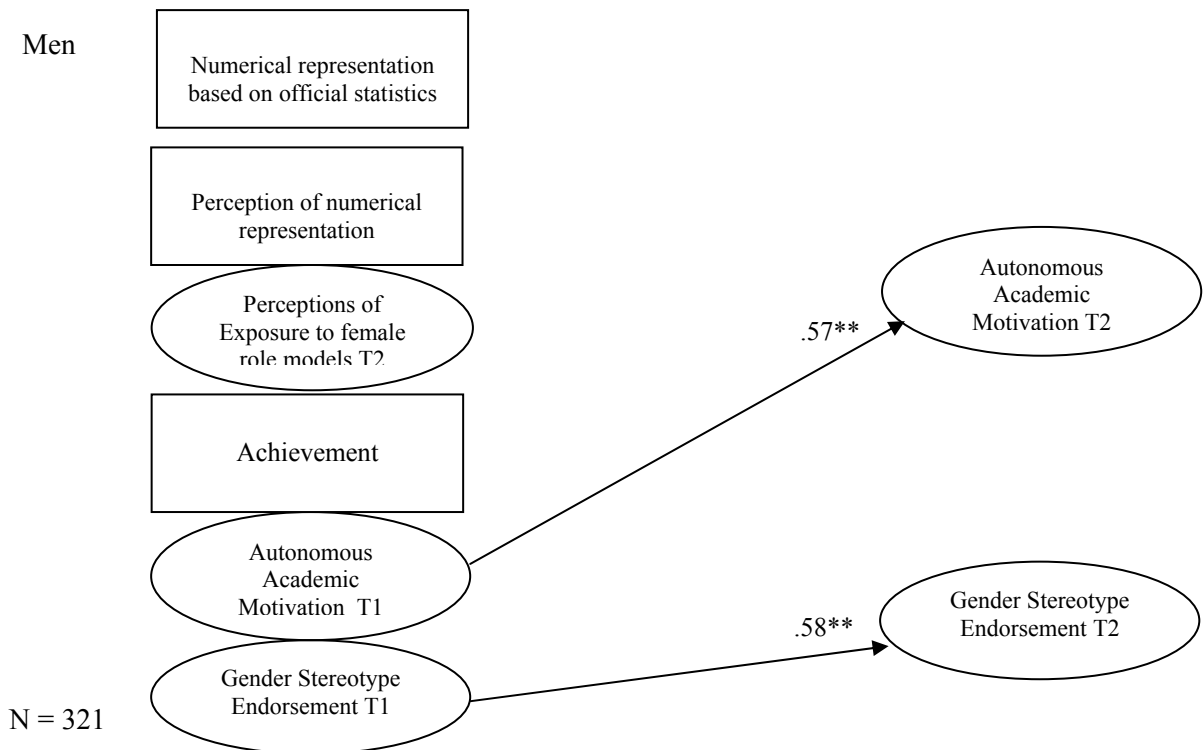 Men
Numerical representation
based on official statistics
Perception of numerical
representation
Perceptions of
Exposure to female
role models T2
Achievement
Autonomous
Academic
Motivation T1
Gender Stereotype
Endorsement T1
N = 321
.57**
.58**
Autonomous
Academic
Motivation T2
Gender Stereotype
Endorsement T2